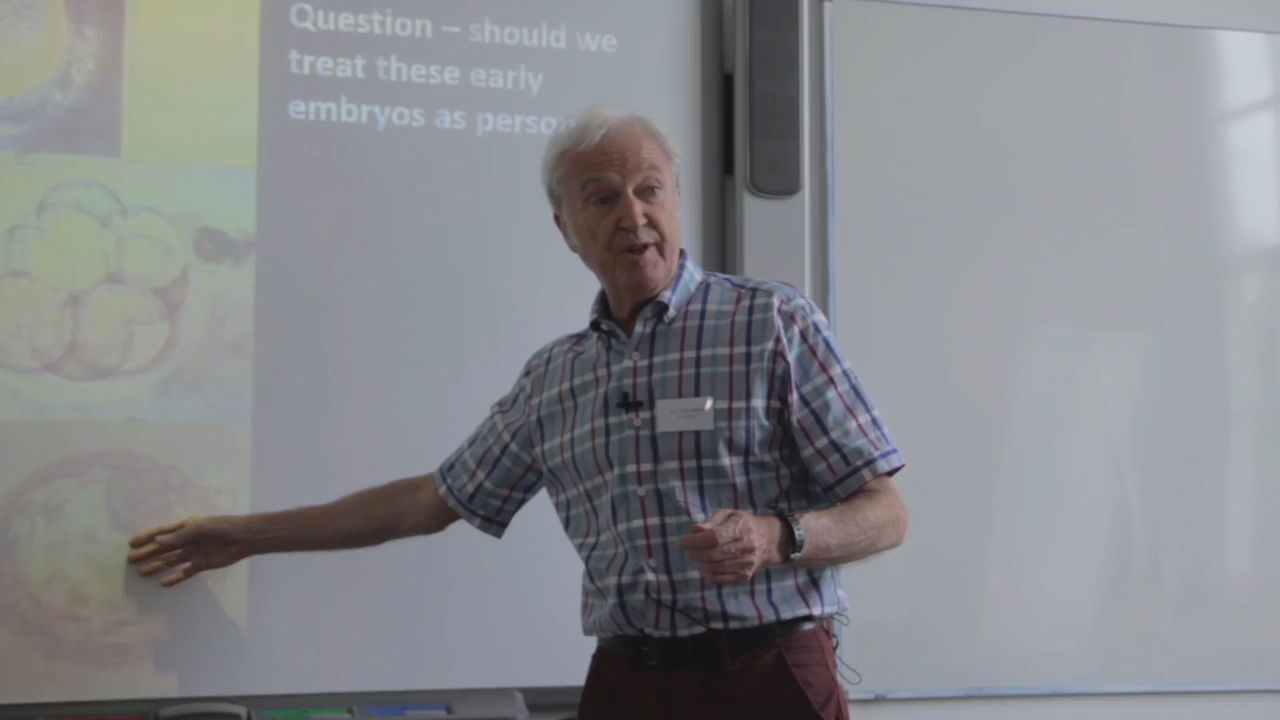 Question – should we
treat these early
embryos as